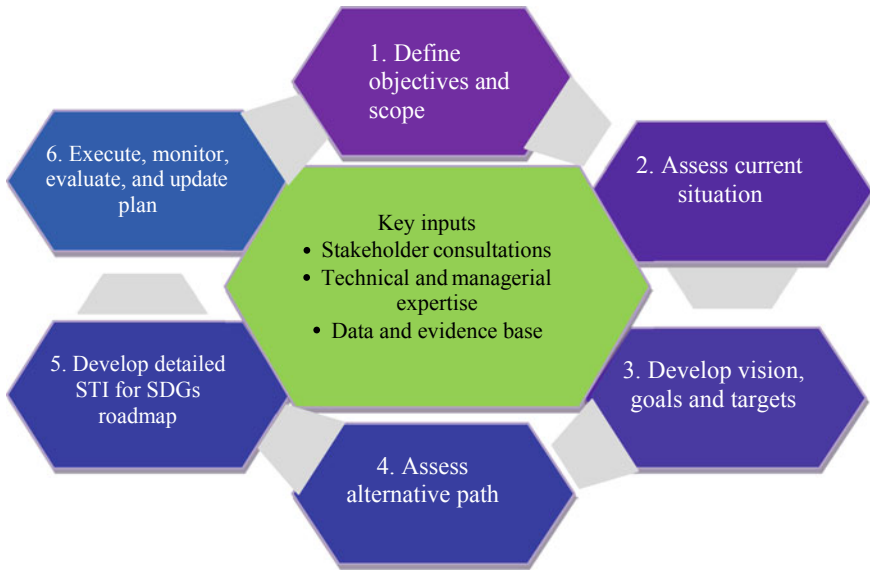 1. Define
objectives and
scope
2. Assess current
situation
3. Develop vision,
goals and targets
4. Assess
alternative path
5. Develop detailed
STI for SDGs
roadmap
6. Execute, monitor,
evaluate, and update
plan
Key inputs
• Stakeholder consultations
• Technical and managerial
expertise
• Data and evidence base